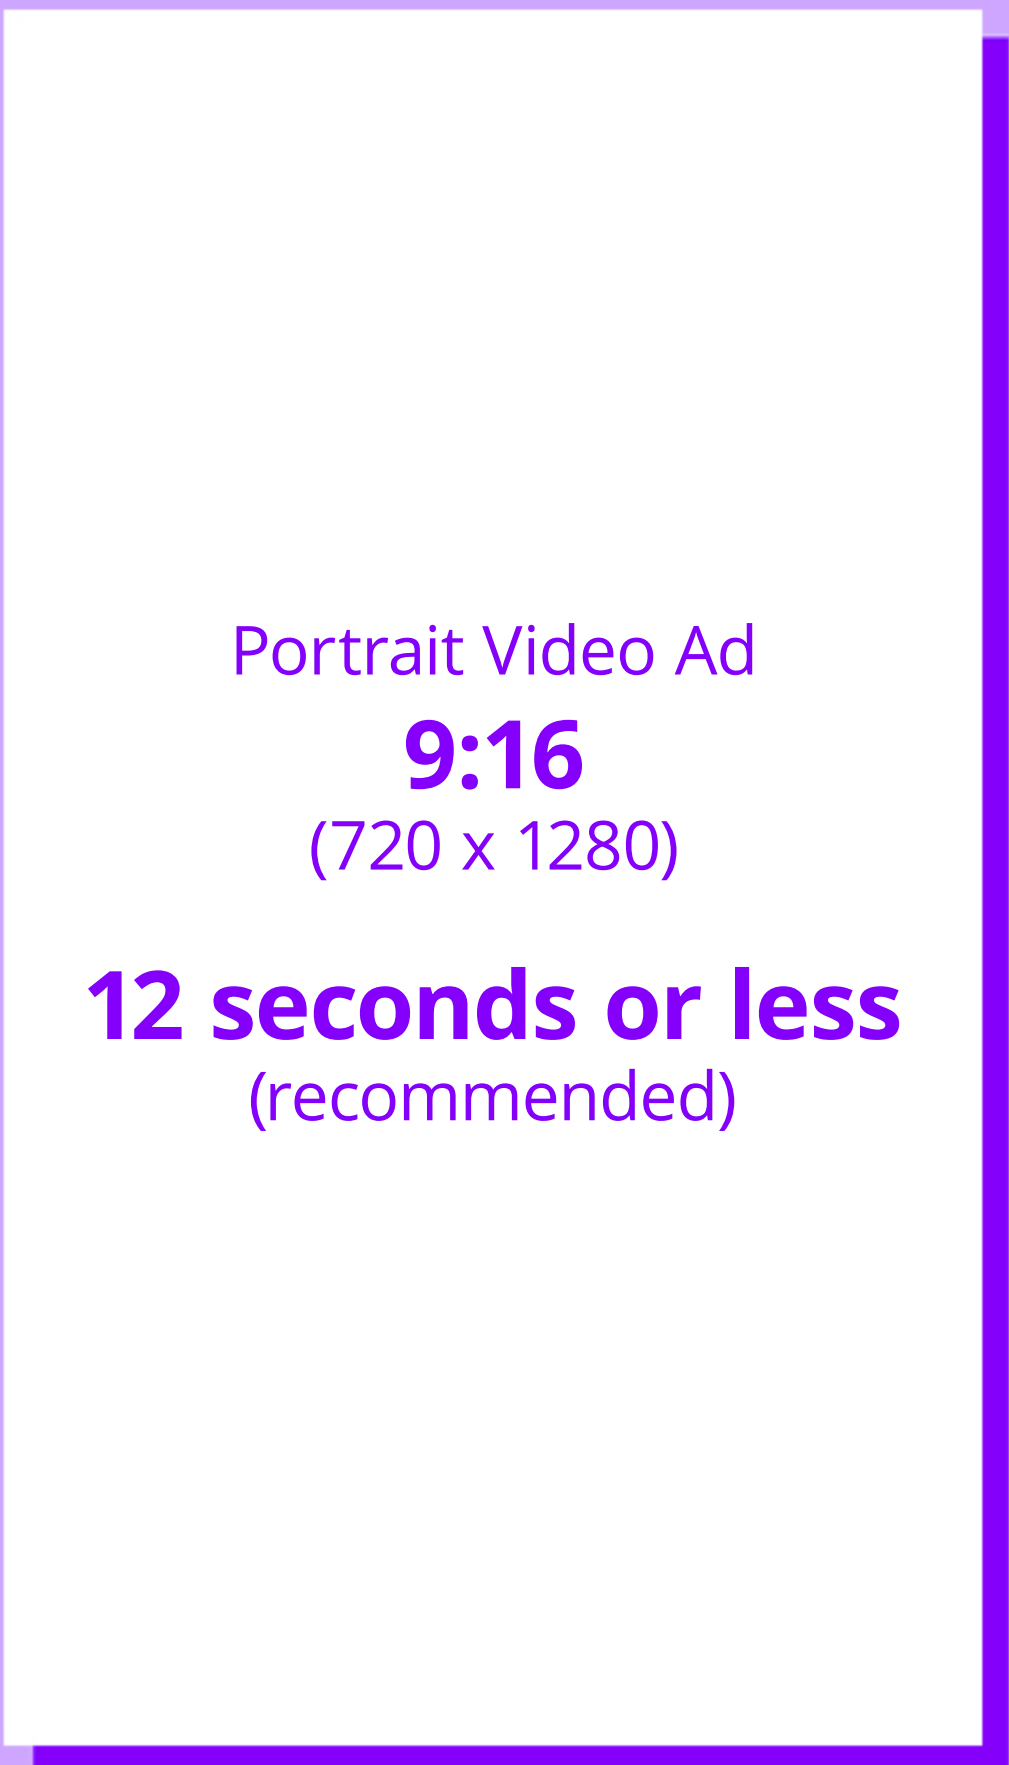 Portrait Video Ad
9:16
(720 x 1280)
12 seconds or less
(recommended)